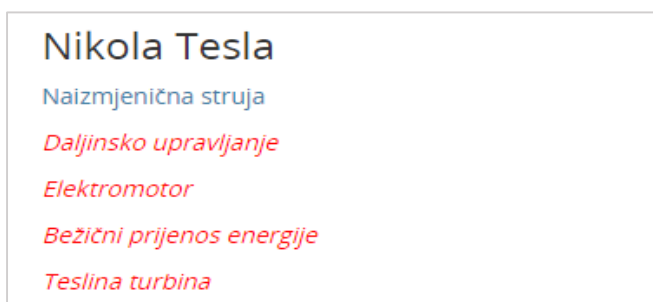 Nikola Tesla
Naizmjenična struja
Daljinsko upravljanje
Elektromotor
Bežični prijenos energije
Teslina turbina